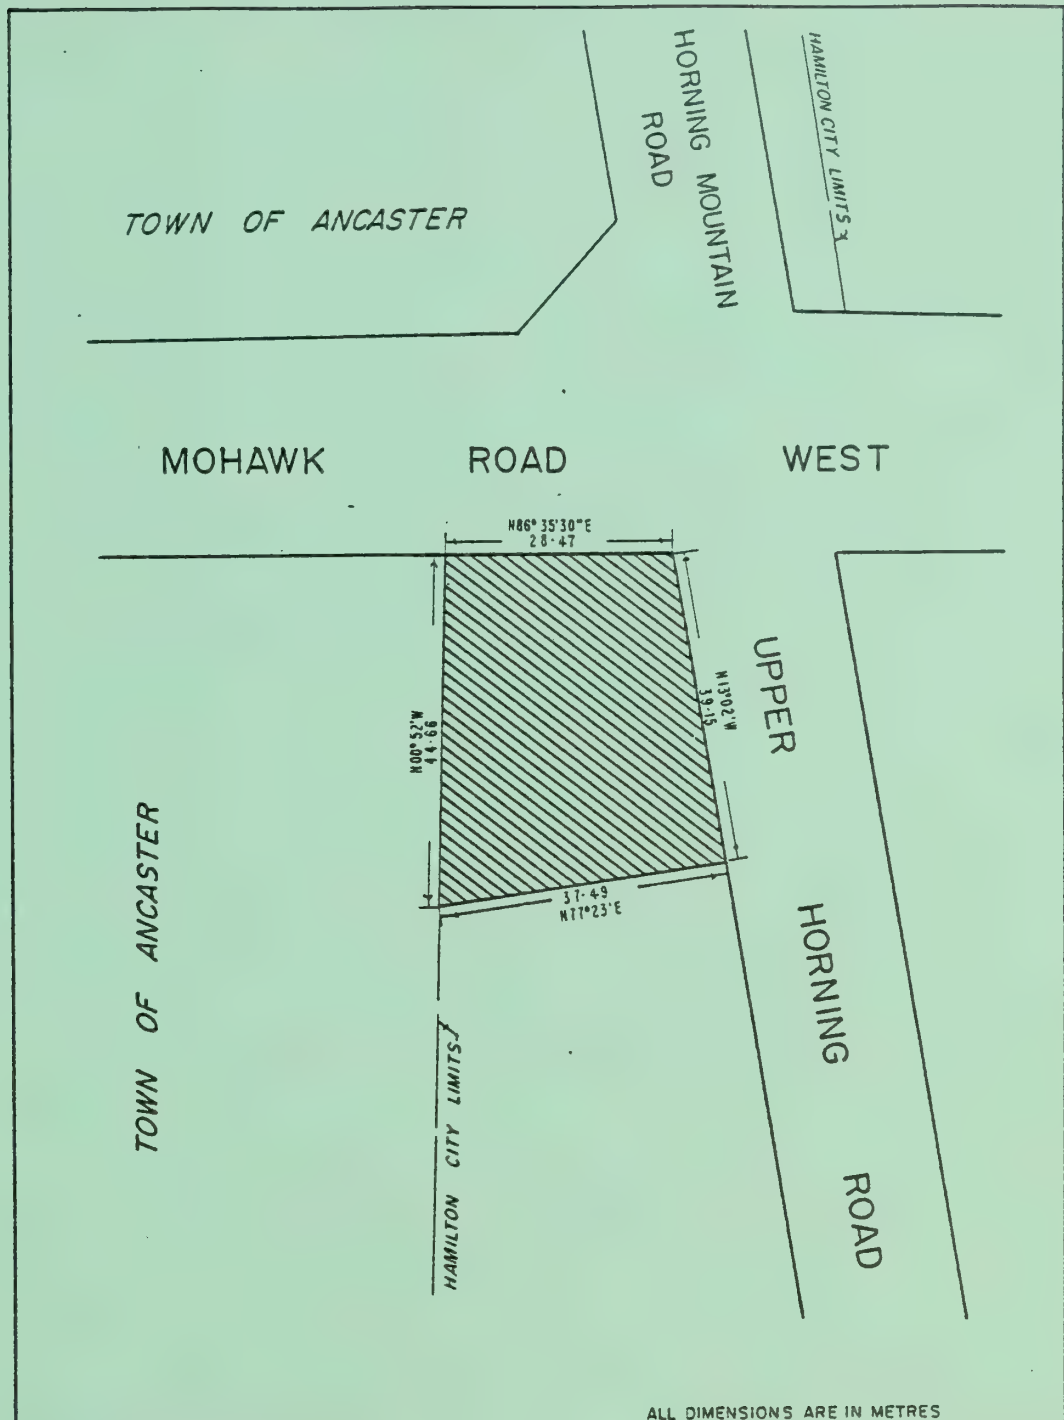 HORNING MOUNTAIN
ROAD
HAMILTON CITY LIMITS
TOWN OF ANCASTER
MOHAWK ROAD WEST
N86° 35'30"E
28·47
N00°52'W
44·66
N13°02'W
39·15
37·49
N77°23'E
UPPER HORNING ROAD
TOWN OF ANCASTER
HAMILTON CITY LIMITS
ALL DIMENSIONS ARE IN METRES